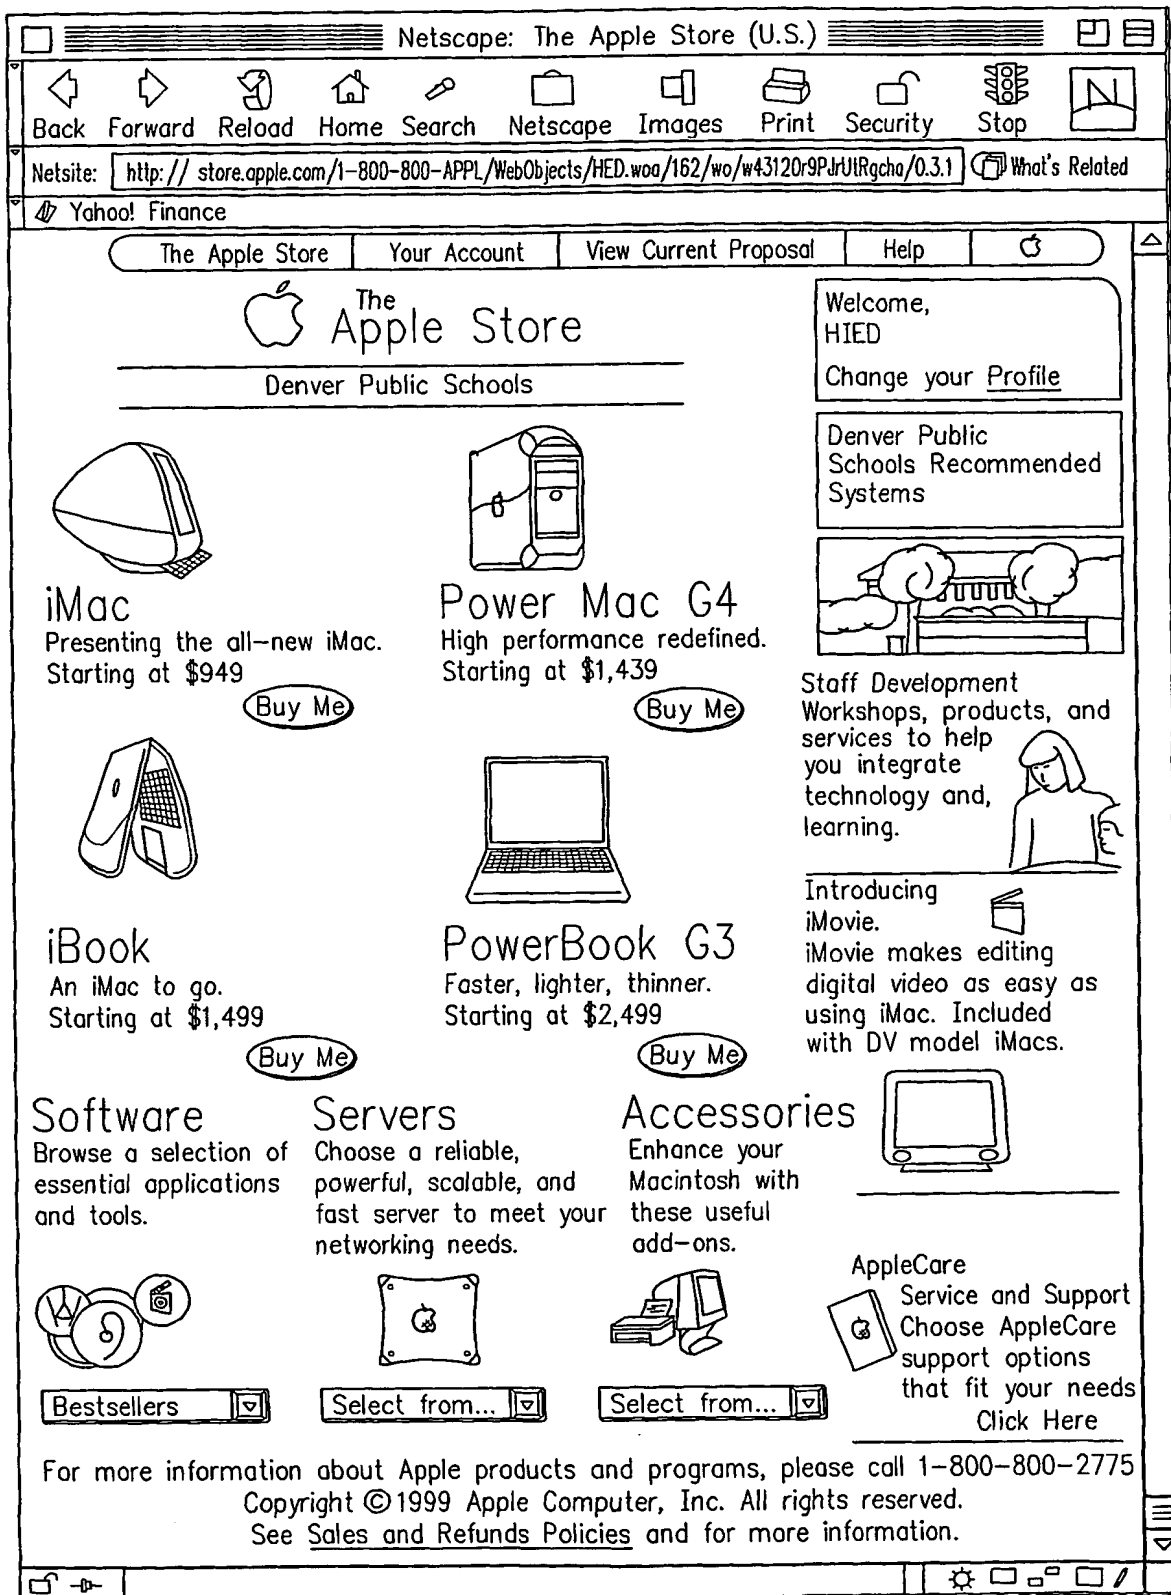 Netscape: The Apple Store (U.S.)
Back Forward Reload Home Search Netscape Images Print Security Stop
N
Netsite: http:// store.apple.com/1-800-800-APPL/WebObjects/HED.woa/162/wo/w43120r9PJrUtRgcha/0.3.1 What's Related
Yahoo! Finance
The Apple Store Your Account View Current Proposal Help
The
Apple Store
Denver Public Schools
Welcome,
HIED
Change your Profile
Denver Public
Schools Recommended
Systems
iMac
Presenting the all-new iMac.
Starting at $949
Buy Me
Power Mac G4
High performance redefined.
Starting at $1,439
Buy Me
Staff Development
Workshops, products, and
services to help
you integrate
technology and,
learning.
iBook
An iMac to go.
Starting at $1,499
Buy Me
PowerBook G3
Faster, lighter, thinner.
Starting at $2,499
Buy Me
Introducing
iMovie.
iMovie makes editing
digital video as easy as
using iMac. Included
with DV model iMacs.
Software
Browse a selection of
essential applications
and tools.
Bestsellers
Servers
Choose a reliable,
powerful, scalable, and
fast server to meet your
networking needs.
Select from...
Accessories
Enhance your
Macintosh with
these useful
add-ons.
Select from...
AppleCare
Service and Support
Choose AppleCare
support options
that fit your needs
Click Here
For more information about Apple products and programs, please call 1-800-800-2775
Copyright ©1999 Apple Computer, Inc. All rights reserved.
See Sales and Refunds Policies and for more information.